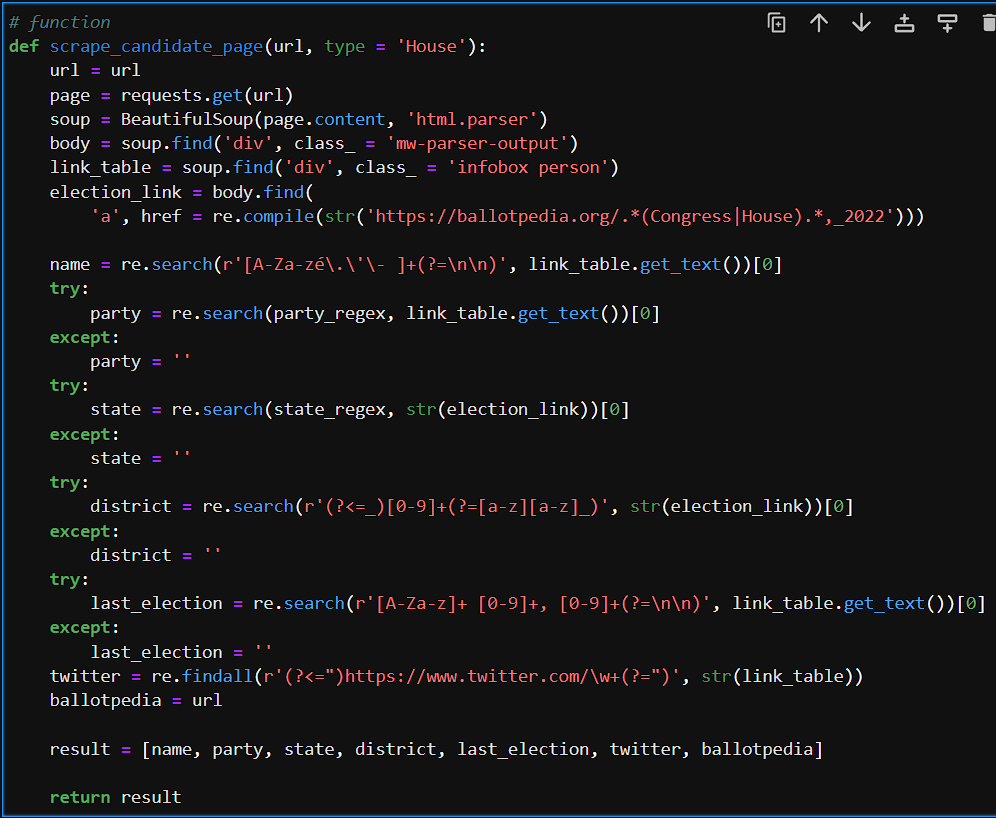 # function
def scrape_candidate_page(url, type = 'House'):
    url = url
    page = requests.get(url)
    soup = BeautifulSoup(page.content, 'html.parser')
    body = soup.find('div', class_ = 'mw-parser-output')
    link_table = soup.find('div', class_ = 'infobox person')
    election_link = body.find(
        'a', href = re.compile(str('https://ballotpedia.org/.*(Congress|House).*,_2022')))

    name = re.search(r'[A-Za-zé\.\'\- ]+(?=\n\n)', link_table.get_text())[0]
    try:
        party = re.search(party_regex, link_table.get_text())[0]
    except:
        party = ''
    try:
        state = re.search(state_regex, str(election_link))[0]
    except:
        state = ''
    try:
        district = re.search(r'(?<=_)[0-9]+(?=[a-z][a-z]_)', str(election_link))[0]
    except:
        district = ''
    try:
        last_election = re.search(r'[A-Za-z]+ [0-9]+, [0-9]+(?=\n\n)', link_table.get_text())[0]
    except:
        last_election = ''
    twitter = re.findall(r'(?<=")https://www.twitter.com/\w+(?=")', str(link_table))
    ballotpedia = url

    result = [name, party, state, district, last_election, twitter, ballotpedia]

    return result